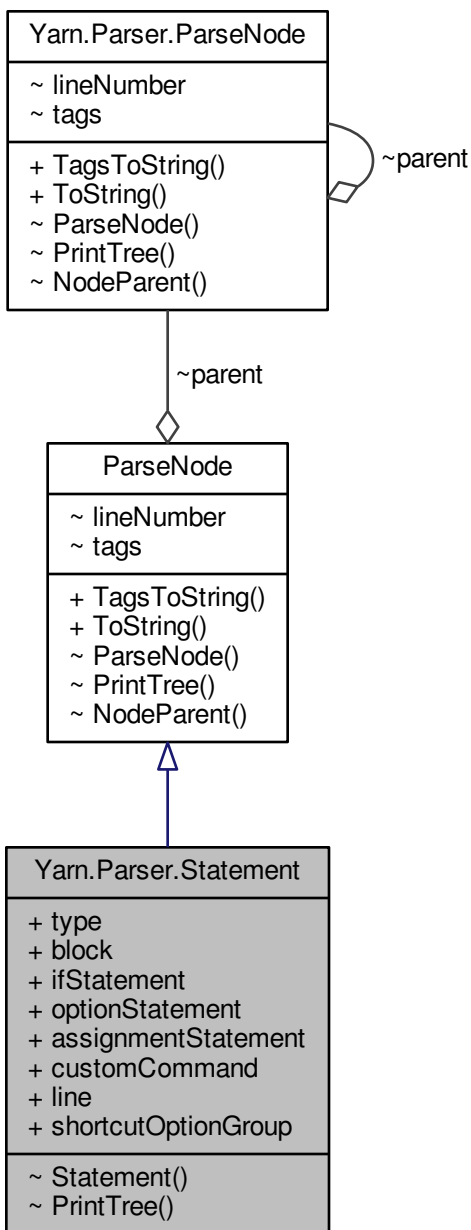 Yarn.Parser.ParseNode
~ lineNumber
~ tags
+ TagsToString()
+ ToString()
~ ParseNode()
~ PrintTree()
~ NodeParent()
~parent
~parent
ParseNode
~ lineNumber
~ tags
+ TagsToString()
+ ToString()
~ ParseNode()
~ PrintTree()
~ NodeParent()
Yarn.Parser.Statement
+ type
+ block
+ ifStatement
+ optionStatement
+ assignmentStatement
+ customCommand
+ line
+ shortcutOptionGroup
~ Statement()
~ PrintTree()